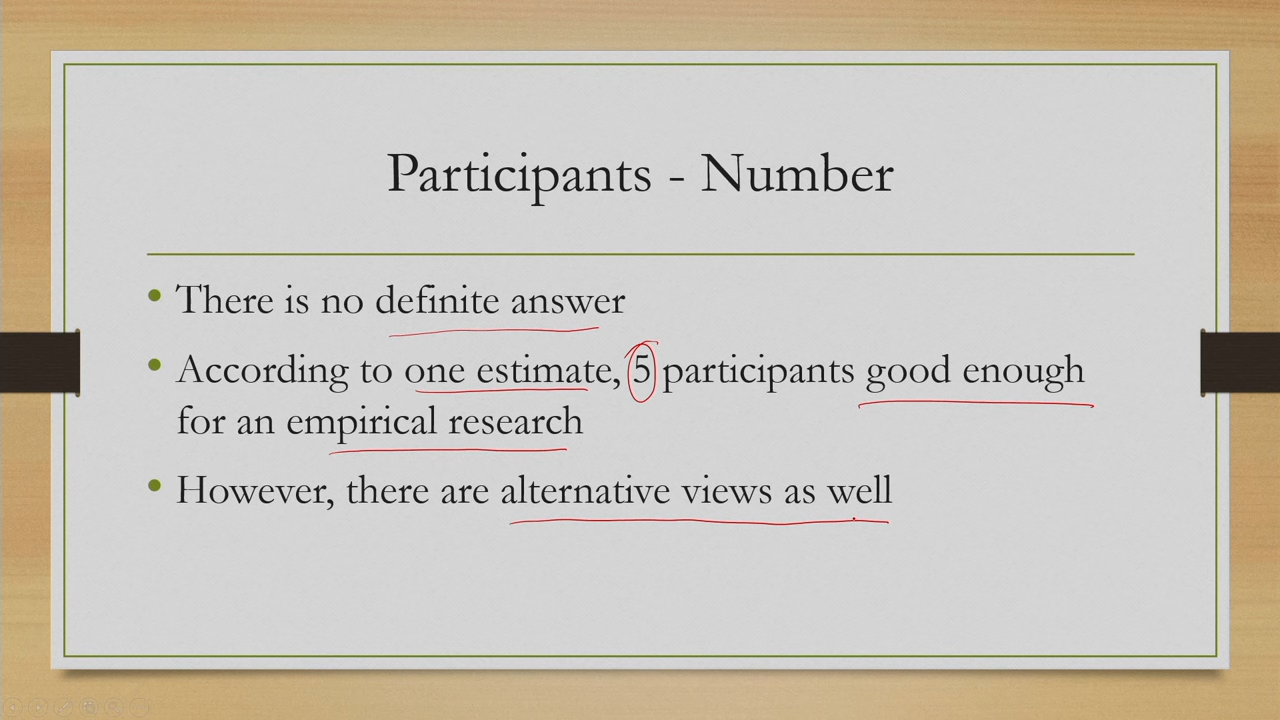 Participants - Number
• There is no definite answer
• According to one estimate, 5 participants good enough
for an empirical research
• However, there are alternative views as well